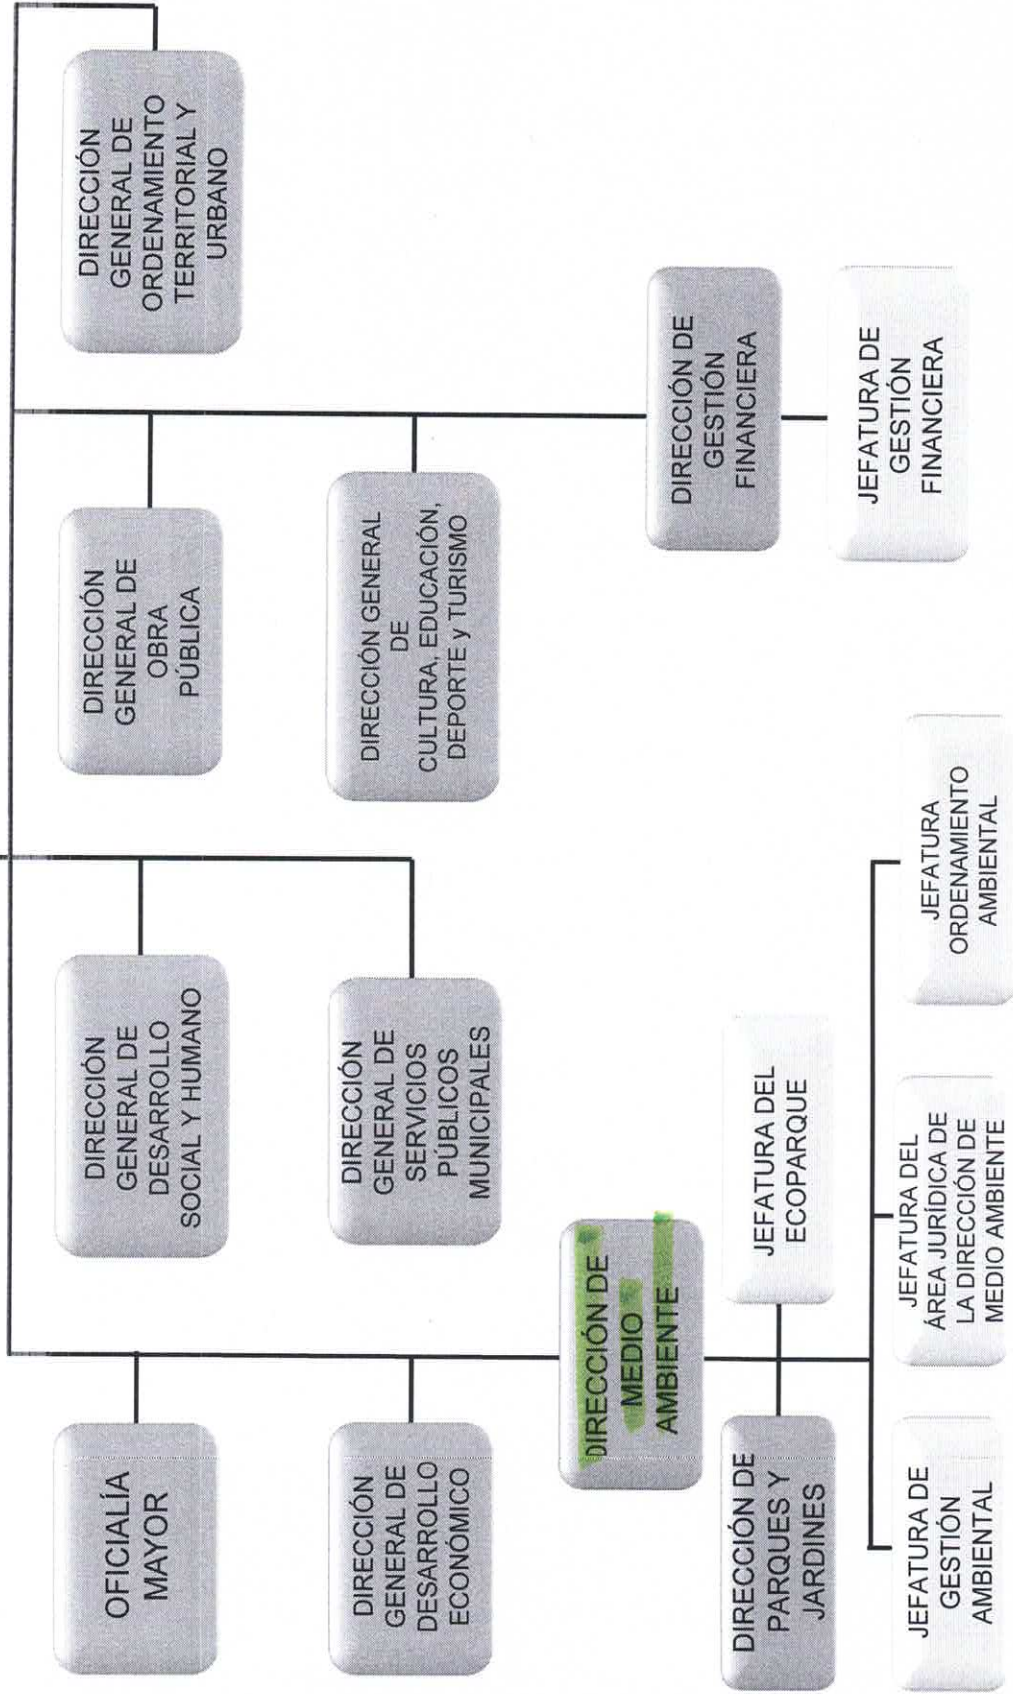 OFICIALÍA
MAYOR
DIRECCIÓN
GENERAL DE
DESARROLLO
SOCIAL Y HUMANO
DIRECCIÓN
GENERAL DE
OBRA
PÚBLICA
DIRECCIÓN
GENERAL DE
ORDENAMIENTO
TERRITORIAL Y
URBANO
DIRECCIÓN
GENERAL DE
DESARROLLO
ECONÓMICO
DIRECCIÓN
GENERAL DE
SERVICIOS
PÚBLICOS
MUNICIPALES
DIRECCIÓN GENERAL
DE
CULTURA, EDUCACIÓN,
DEPORTE y TURISMO
DIRECCIÓN DE
MEDIO
AMBIENTE
DIRECCIÓN DE
GESTIÓN
FINANCIERA
DIRECCIÓN DE
PARQUES Y
JARDINES
JEFATURA DEL
ECOPARQUE
JEFATURA DE
GESTIÓN
FINANCIERA
JEFATURA DE
GESTIÓN
AMBIENTAL
JEFATURA DEL
ÁREA JURÍDICA DE
LA DIRECCIÓN DE
MEDIO AMBIENTE
JEFATURA
ORDENAMIENTO
AMBIENTAL